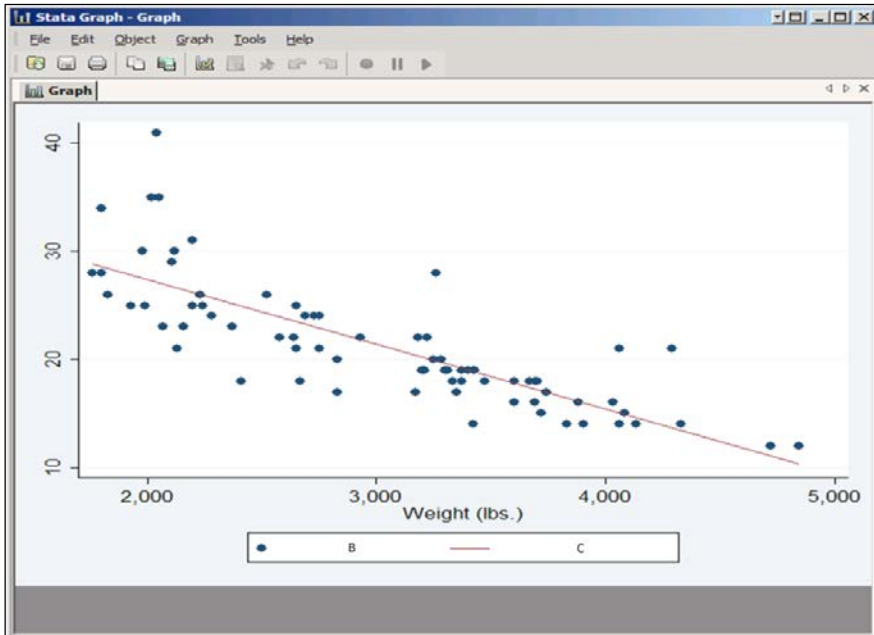 Stata Graph - Graph
File Edit Object Graph Tools Help
Graph
40
30
20
10
2,000 3,000 4,000 5,000
Weight (lbs.)
B C